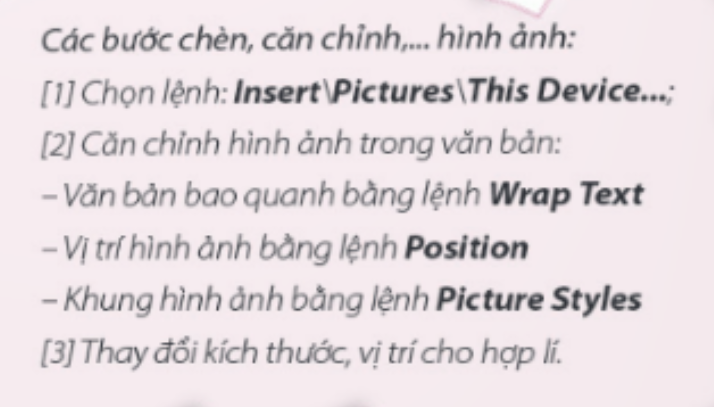 Các bước chèn, căn chỉnh,... hình ảnh:
[1] Chọn lệnh: Insert\Pictures\This Device...;
[2] Căn chỉnh hình ảnh trong văn bản:
– Văn bản bao quanh bằng lệnh Wrap Text
– Vị trí hình ảnh bằng lệnh Position
– Khung hình ảnh bằng lệnh Picture Styles
[3] Thay đổi kích thước, vị trí cho hợp lí.